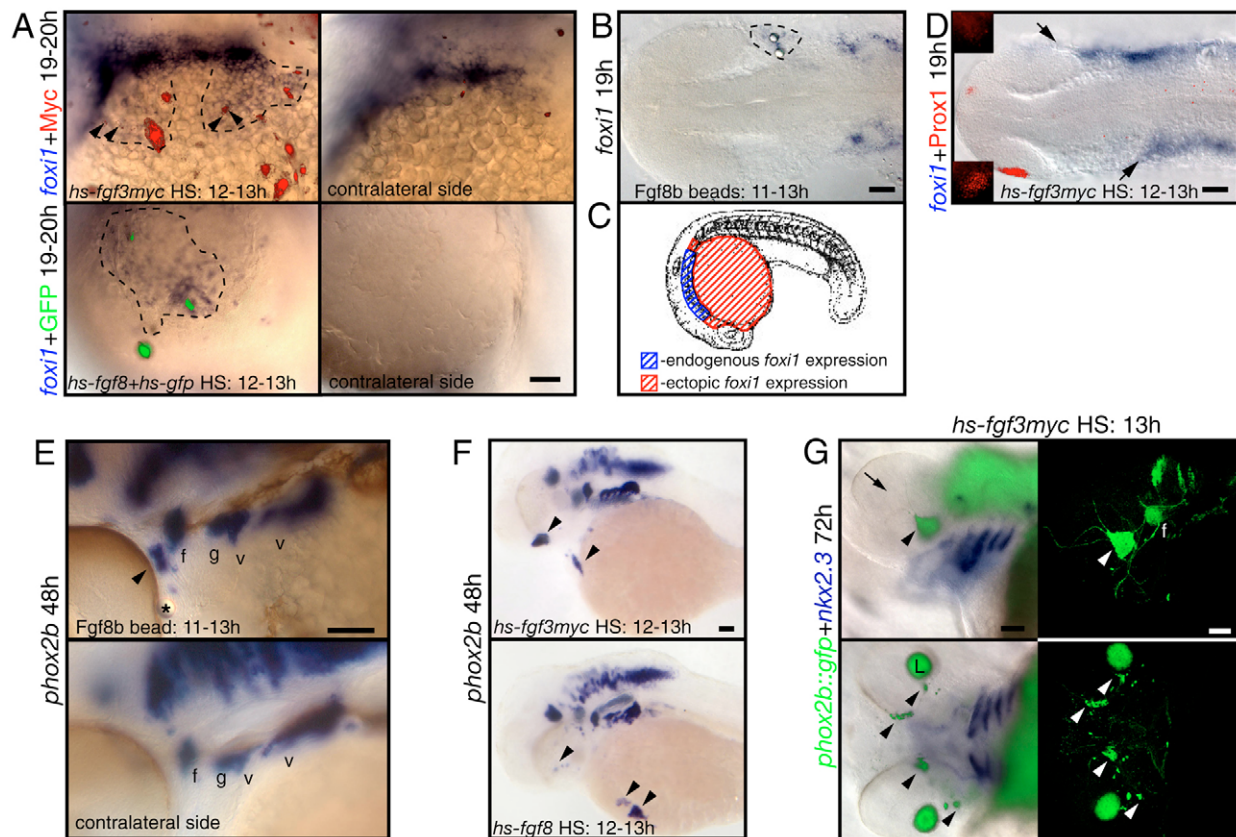 A
foxi1+Myc 19-20h
hs-fgf3myc HS: 12-13h
contralateral side
foxi1+GFP 19-20h
hs-fgf8+hs-gfp HS: 12-13h
contralateral side
B
foxi1 19h
Fgf8b beads: 11-13h
C
-endogenous foxi1 expression
-ectopic foxi1 expression
D
foxi1+Prox1 19h
hs-fgf3myc HS: 12-13h
E
phox2b 48h
f g v v
*
Fgf8b bead: 11-13h
f g v v
contralateral side
F
phox2b 48h
hs-fgf3myc HS: 12-13h
hs-fgf8 HS: 12-13h
hs-fgf3myc HS: 13h
G
phox2b::gfp+nkx2.3 72h
f
L